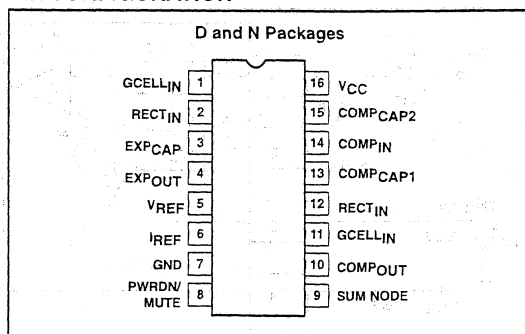 D and N Packages
GCELLIN 1
RECTIN 2
EXPCAP 3
EXPOUT 4
VREF 5
IREF 6
GND 7
PWRDN/
MUTE 8
16 VCC
15 COMPCAP2
14 COMPIN
13 COMPCAP1
12 RECTIN
11 GCELLIN
10 COMPOUT
9 SUM NODE